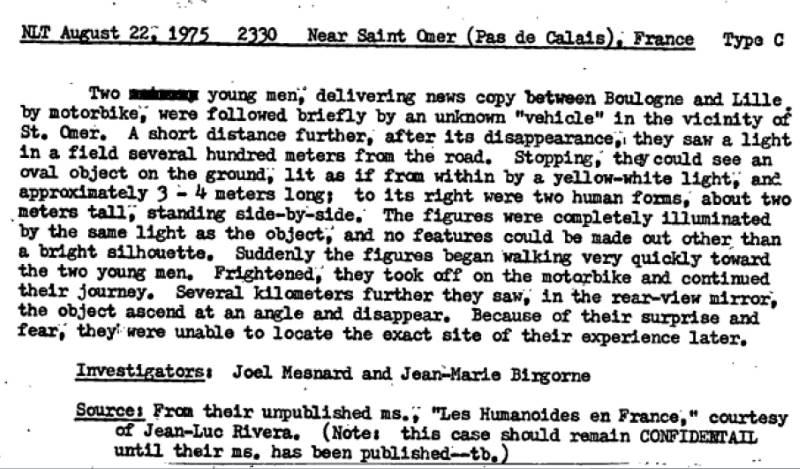 NLT August 22, 1975 2330 Near Saint Omer (Pas de Calais), France Type C
Two young men, delivering news copy between Boulogne and Lille
by motorbike, were followed briefly by an unknown "vehicle" in the vicinity of
St. Omer. A short distance further, after its disappearance, they saw a light
in a field several hundred meters from the road. Stopping, they could see an
oval object on the ground, lit as if from within by a yellow-white light, and
approximately 3 - 4 meters long; to its right were two human forms, about two
meters tall, standing side-by-side. The figures were completely illuminated
by the same light as the object, and no features could be made out other than
a bright silhouette. Suddenly the figures began walking very quickly toward
the two young men. Frightened, they took off on the motorbike and continued
their journey. Several kilometers further they saw, in the rear-view mirror,
the object ascend at an angle and disappear. Because of their surprise and
fear, they were unable to locate the exact site of their experience later.
Investigators: Joel Mesnard and Jean-Marie Bigorne
Source: From their unpublished ms., "Les Humanoides en France," courtesy
of Jean-Luc Rivera. (Note: this case should remain CONFIDENTAIL
until their ms. has been published--tb.)